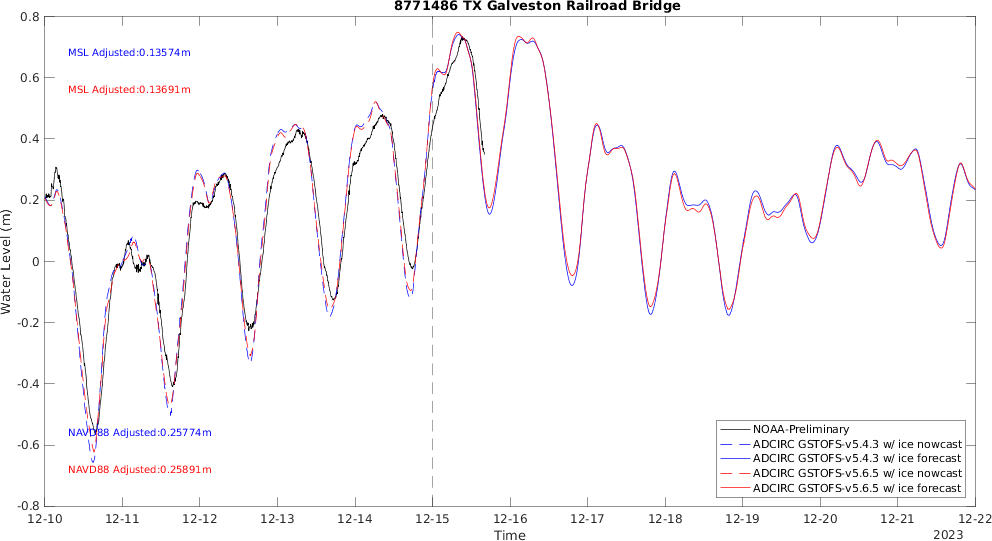 8771486 TX Galveston Railroad Bridge
0.8
0.6
0.4
0.2
0
-0.2
-0.4
-0.6
-0.8
Water Level (m)
MSL Adjusted:0.13574m
MSL Adjusted:0.13691m
NAVD88 Adjusted:0.25774m
NAVD88 Adjusted:0.25891m
NOAA-Preliminary
ADCIRC GSTOFS-v5.4.3 w/ ice nowcast
ADCIRC GSTOFS-v5.4.3 w/ ice forecast
ADCIRC GSTOFS-v5.6.5 w/ ice nowcast
ADCIRC GSTOFS-v5.6.5 w/ ice forecast
12-10 12-11 12-12 12-13 12-14 12-15 12-16 12-17 12-18 12-19 12-20 12-21 12-22
Time
2023